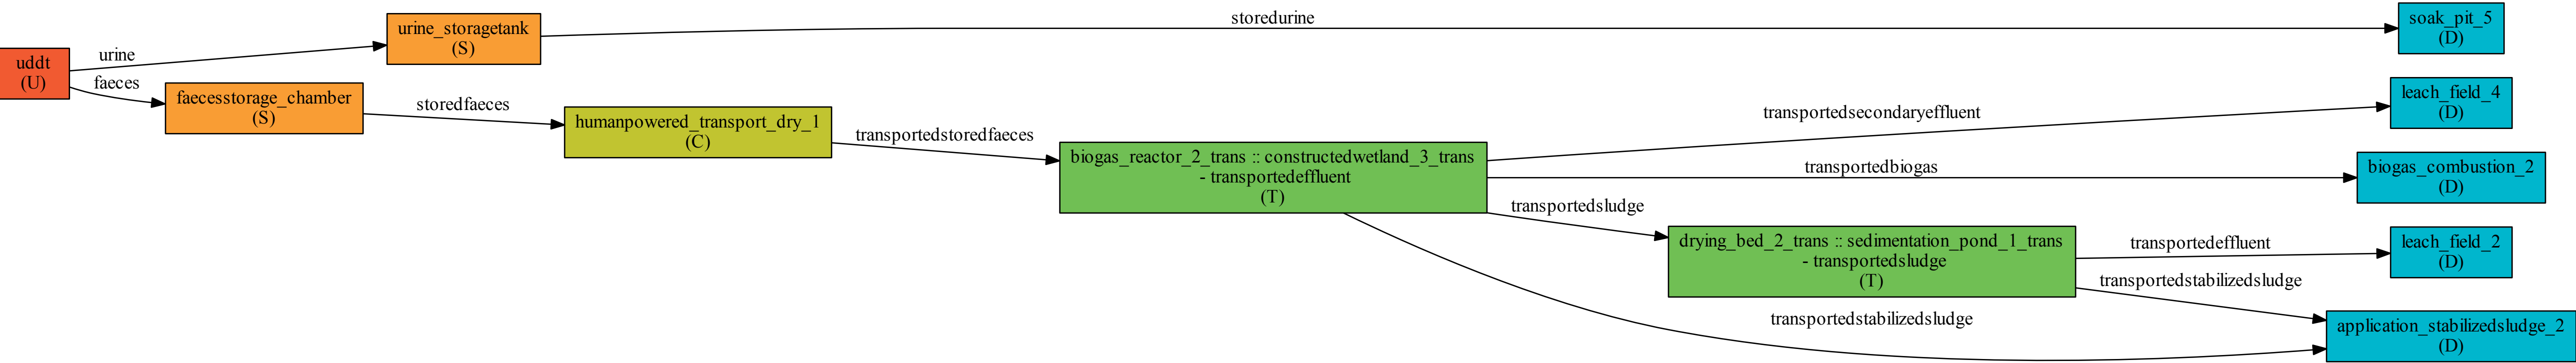 uddt
(U)
urine
faeces
urine_storagetank
(S)
faecesstorage_chamber
(S)
storedurine
storedfaeces
humanpowered_transport_dry_1
(C)
transportedstoredfaeces
biogas_reactor_2_trans :: constructedwetland_3_trans
- transportedeffluent
(T)
transportedsecondaryeffluent
transportedbiogas
transportedsludge
transportedstabilizedsludge
drying_bed_2_trans :: sedimentation_pond_1_trans
- transportedsludge
(T)
transportedeffluent
transportedstabilizedsludge
soak_pit_5
(D)
leach_field_4
(D)
biogas_combustion_2
(D)
leach_field_2
(D)
application_stabilizedsludge_2
(D)